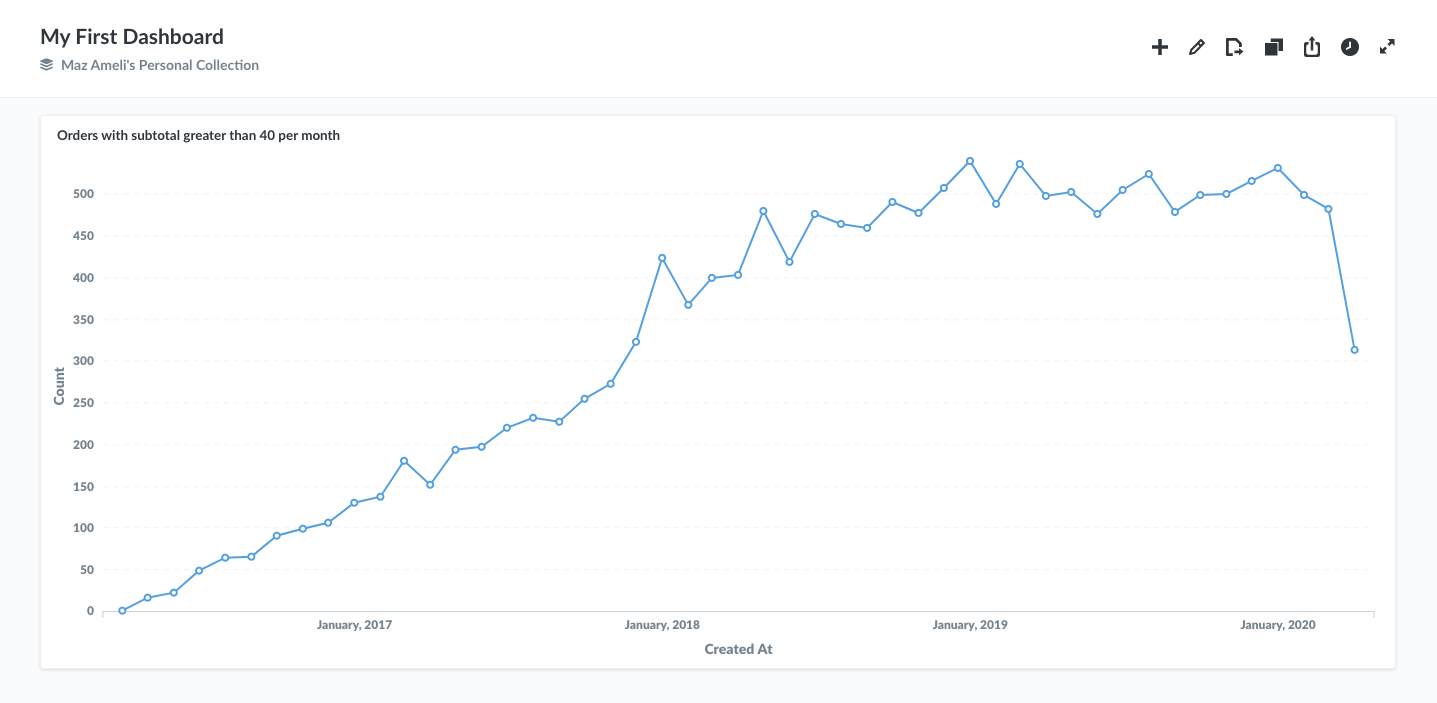 My First Dashboard
Maz Ameli's Personal Collection
Orders with subtotal greater than 40 per month
500
450
400
350
300
250
200
150
100
50
0
Count
January, 2017
January, 2018
January, 2019
January, 2020
Created At